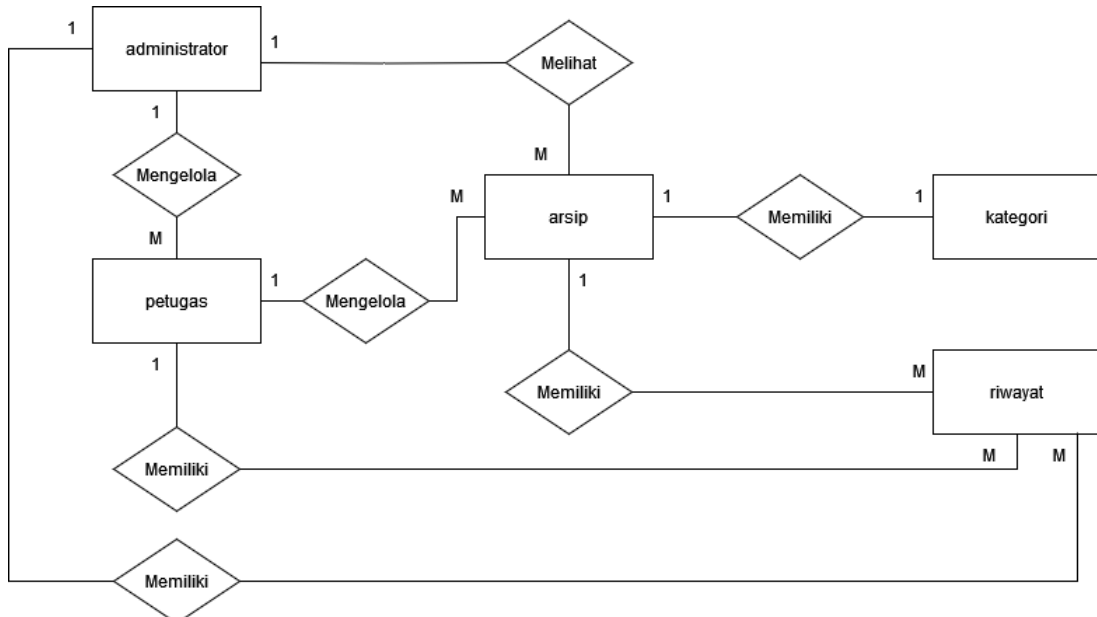 1
administrator
1
Melihat
1
Mengelola
M
M
M
arsip
1
Memiliki
1
kategori
petugas
1
Mengelola
1
1
Memiliki
M
riwayat
Memiliki
M
M
Memiliki